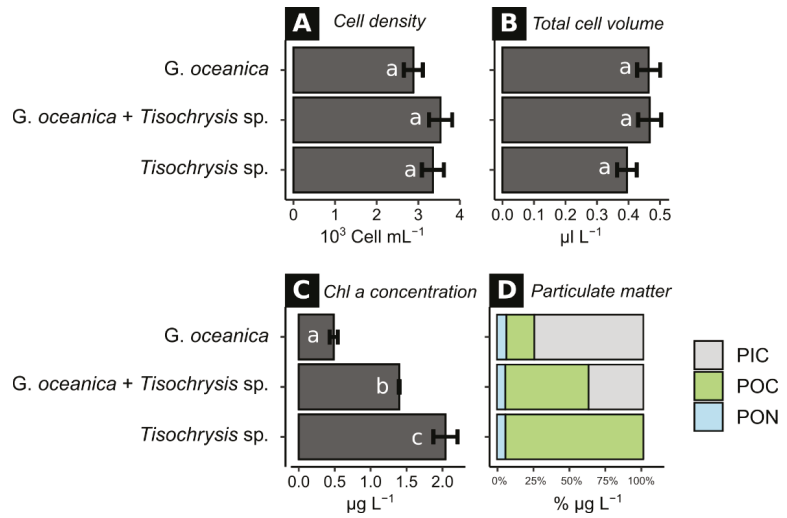 A Cell density
B Total cell volume
G. oceanica
a
a
G. oceanica + Tisochrysis sp.
a
a
Tisochrysis sp.
a
a
0 1 2 3 4
0.0 0.1 0.2 0.3 0.4 0.5
10³ Cell mL⁻¹
µl L⁻¹
C Chl a concentration
D Particulate matter
G. oceanica
a
G. oceanica + Tisochrysis sp.
b
Tisochrysis sp.
c
PIC
POC
PON
0.0 0.5 1.0 1.5 2.0
0% 25% 50% 75% 100%
µg L⁻¹
% µg L⁻¹